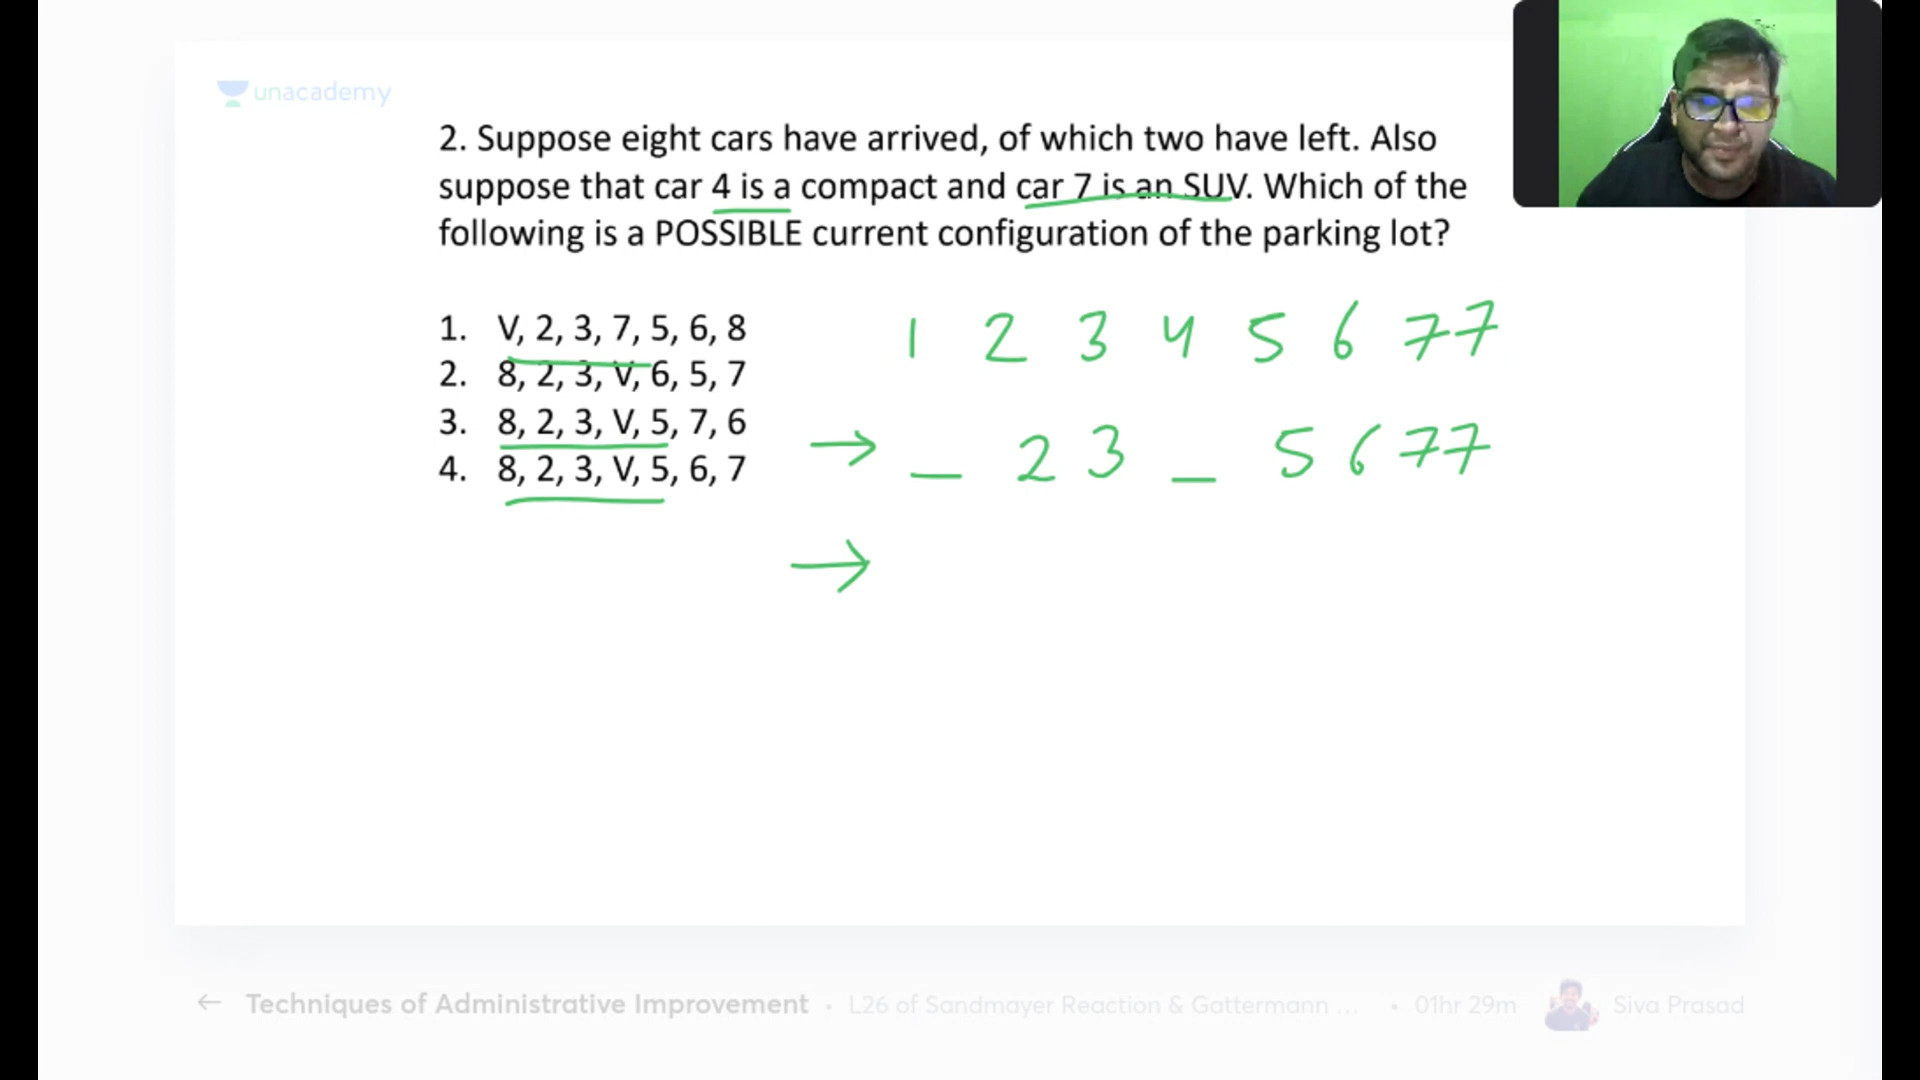 unacademy
2. Suppose eight cars have arrived, of which two have left. Also
suppose that car 4 is a compact and car 7 is an SUV. Which of the
following is a POSSIBLE current configuration of the parking lot?
1. V, 2, 3, 7, 5, 6, 8
2. 8, 2, 3, V, 6, 5, 7
3. 8, 2, 3, V, 5, 7, 6
4. 8, 2, 3, V, 5, 6, 7
1 2 3 4 5 6 7 7
→ _ 2 3 _ 5 6 7 7
→
← Techniques of Administrative Improvement • L26 of Sandmayer Reaction & Gattermann ... • 01hr 29m Siva Prasad